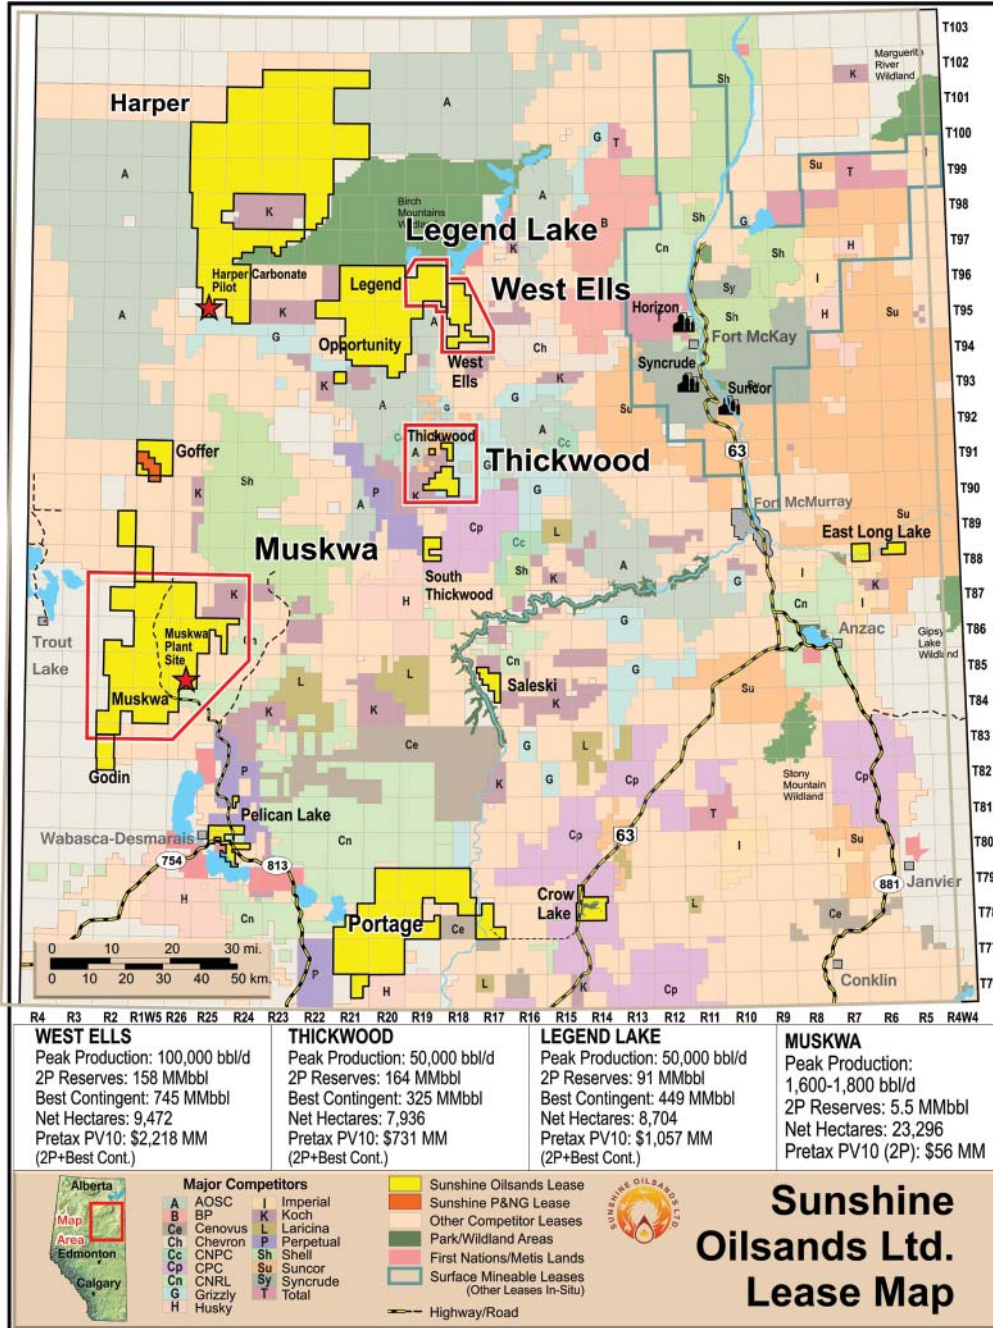 Harper
Legend Lake
West Ells
Thickwood
Muskwa
Harper Carbonate
Pilot
Birch
Mountains
Legend
Opportunity
West
Ells
Thickwood
Goffer
South
Thickwood
Muskwa
Plant
Site
Muskwa
Godin
Trout
Lake
Saleski
Pelican Lake
Wabasca-Desmarais
Portage
Crow
Lake
Marguerite
River
Wildland
Horizon
Fort McKay
Syncrude
Suncor
Fort McMurray
East Long Lake
Anzac
Gipsy
Lake
Wildland
Stony
Mountain
Wildland
Janvier
Conklin
63
63
754
813
881
T103
T102
T101
T100
T99
T98
T97
T96
T95
T94
T93
T92
T91
T90
T89
T88
T87
T86
T85
T84
T83
T82
T81
T80
T79
T78
T77
10 0 10 20 30 mi.
10 0 10 20 30 40 50 km.
R4 R3 R2 R1W5 R26 R25 R24 R23 R22 R21 R20 R19 R18 R17 R16 R15 R14 R13 R12 R11 R10 R9 R8 R7 R6 R5 R4W4
WEST ELLS
Peak Production: 100,000 bbl/d
2P Reserves: 158 MMbbl
Best Contingent: 745 MMbbl
Net Hectares: 9,472
Pretax PV10: $2,218 MM
(2P+Best Cont.)
THICKWOOD
Peak Production: 50,000 bbl/d
2P Reserves: 164 MMbbl
Best Contingent: 325 MMbbl
Net Hectares: 7,936
Pretax PV10: $731 MM
(2P+Best Cont.)
LEGEND LAKE
Peak Production: 50,000 bbl/d
2P Reserves: 91 MMbbl
Best Contingent: 449 MMbbl
Net Hectares: 8,704
Pretax PV10: $1,057 MM
(2P+Best Cont.)
MUSKWA
Peak Production:
1,600-1,800 bbl/d
2P Reserves: 5.5 MMbbl
Net Hectares: 23,296
Pretax PV10 (2P): $56 MM
Alberta
Map
Area
Edmonton
Calgary
Major Competitors
A AOSC
B BP
Ce Cenovus
Ch Chevron
Cc CNPC
Cp CPC
Cn CNRL
G Grizzly
H Husky
I Imperial
K Koch
L Laricina
P Perpetual
Sh Shell
Su Suncor
Sy Syncrude
T Total
Sunshine Oilsands Lease
Sunshine P&NG Lease
Other Competitor Leases
Park/Wildland Areas
First Nations/Metis Lands
Surface Mineable Leases
(Other Leases In-Situ)
Highway/Road
SUNSHINE OILSANDS LTD
Sunshine
Oilsands Ltd.
Lease Map